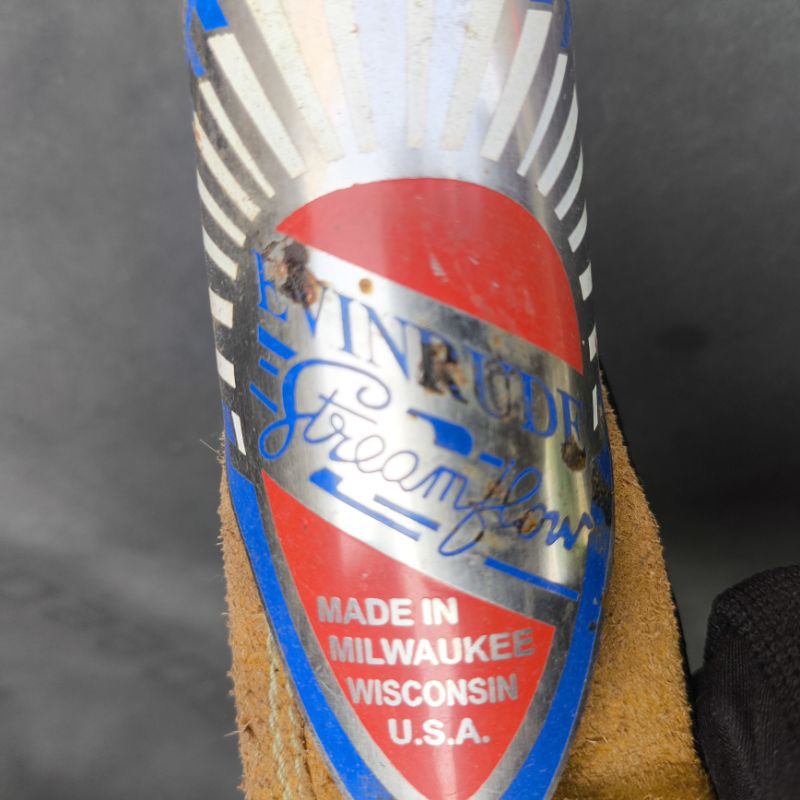 EVINRUDE
Streamflow
MADE IN
MILWAUKEE
WISCONSIN
U.S.A.